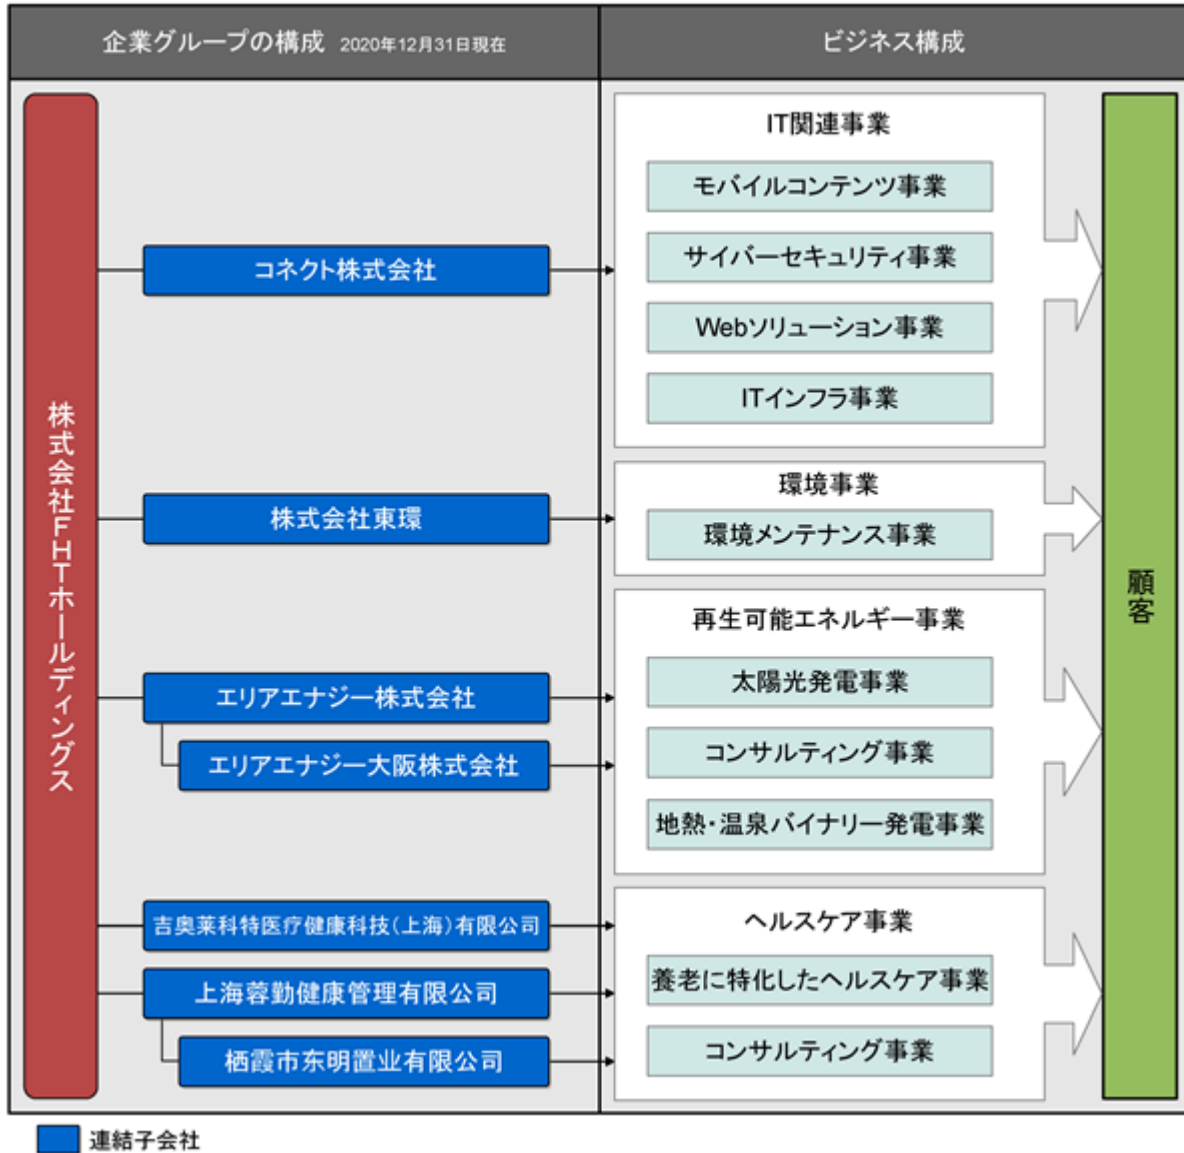 企業グループの構成 2020年12月31日現在
ビジネス構成
株式会社FHTホールディングス
コネクト株式会社
IT関連事業
モバイルコンテンツ事業
サイバーセキュリティ事業
Webソリューション事業
ITインフラ事業
株式会社東環
環境事業
環境メンテナンス事業
エリアエナジー株式会社
エリアエナジー大阪株式会社
再生可能エネルギー事業
太陽光発電事業
コンサルティング事業
地熱・温泉バイナリー発電事業
吉奥莱科特医疗健康科技(上海)有限公司
上海蓉勤健康管理有限公司
栖霞市东明置业有限公司
ヘルスケア事業
養老に特化したヘルスケア事業
コンサルティング事業
顧客
連結子会社